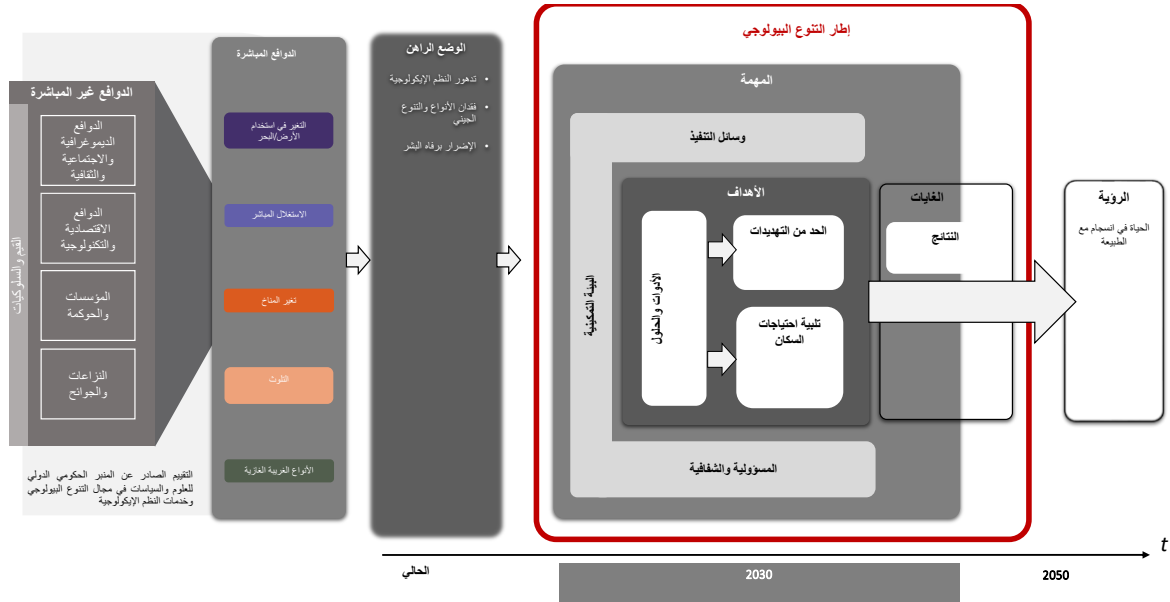 إطار التنوع البيولوجي
الدوافع غير المباشرة
القيم والسلوكيات
الدوافع
الديموغرافية
والاجتماعية
والثقافية
الدوافع
الاقتصادية
والتكنولوجية
المؤسسات
والحوكمة
النزاعات
والجوائح
التقييم الصادر عن المنبر الحكومي الدولي
للعلوم والسياسات في مجال التنوع البيولوجي
وخدمات النظم الإيكولوجية
الدوافع المباشرة
التغير في استخدام
الأرض/البحر
الاستغلال المباشر
تغير المناخ
التلوث
الأنواع الغريبة الغازية
الوضع الراهن
• تدهور النظم الإيكولوجية
• فقدان الأنواع والتنوع
الجيني
• الإضرار برفاه البشر
المهمة
وسائل التنفيذ
البيئة التمكينية
المسؤولية والشفافية
الأهداف
الأدوات والحلول
الحد من التهديدات
تلبية احتياجات
السكان
الغايات
النتائج
الرؤية
الحياة في انسجام مع
الطبيعة
t
الحالي
2030
2050